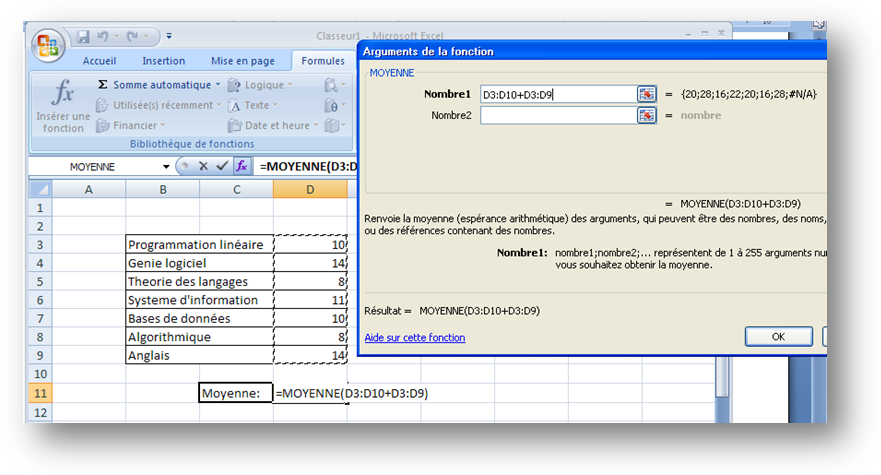 Classeur1 - Microsoft Excel
Accueil Insertion Mise en page Formules
Σ Somme automatique Logique
Utilisée(s) récemment Texte
Financier Date et heure
fx
Insérer une
fonction
Bibliothèque de fonctions
MOYENNE fx =MOYENNE(D3:D
A B C D
1
2
3 Programmation linéaire 10
4 Genie logiciel 14
5 Theorie des langages 8
6 Systeme d'information 11
7 Bases de données 10
8 Algorithmique 8
9 Anglais 14
10
11 Moyenne: =MOYENNE(D3:D10+D3:D9)
12
Arguments de la fonction
MOYENNE
Nombre1 D3:D10+D3:D9 = {20;28;16;22;20;16;28;#N/A}
Nombre2 = nombre
= MOYENNE(D3:D10+D3:D9)
Renvoie la moyenne (espérance arithmétique) des arguments, qui peuvent être des nombres, des noms,
ou des références contenant des nombres.
Nombre1: nombre1;nombre2;... représentent de 1 à 255 arguments nu
vous souhaitez obtenir la moyenne.
Résultat = MOYENNE(D3:D10+D3:D9)
Aide sur cette fonction
OK